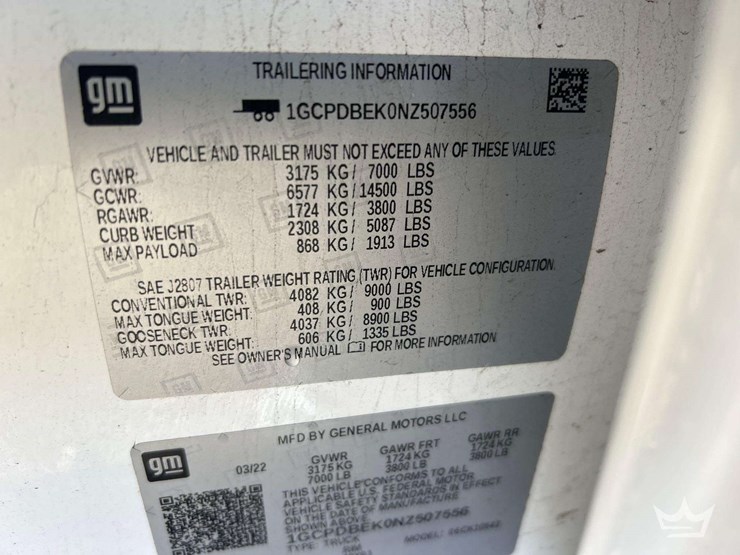 gm
TRAILERING INFORMATION
1GCPDBEK0NZ507556
VEHICLE AND TRAILER MUST NOT EXCEED ANY OF THESE VALUES.
GVWR: 3175 KG/ 7000 LBS
GCWR: 6577 KG/ 14500 LBS
RGAWR: 1724 KG/ 3800 LBS
CURB WEIGHT 2308 KG/ 5087 LBS
MAX PAYLOAD 868 KG/ 1913 LBS
SAE J2807 TRAILER WEIGHT RATING (TWR) FOR VEHICLE CONFIGURATION.
CONVENTIONAL TWR: 4082 KG/ 9000 LBS
MAX TONGUE WEIGHT: 408 KG/ 900 LBS
GOOSENECK TWR: 4037 KG/ 8900 LBS
MAX TONGUE WEIGHT: 606 KG/ 1335 LBS
SEE OWNER'S MANUAL FOR MORE INFORMATION
gm
MFD BY GENERAL MOTORS LLC
03/22 GVWR GAWR FRT GAWR RR
3175 KG 1724 KG 1724 KG
7000 LB 3800 LB 3800 LB
THIS VEHICLE CONFORMS TO ALL
APPLICABLE U.S. FEDERAL MOTOR
VEHICLE SAFETY STANDARDS IN EFFECT
ON THE DATE OF MANUFACTURE
SHOWN ABOVE
1GCPDBEK0NZ507556
TYPE: TRUCK MODEL: